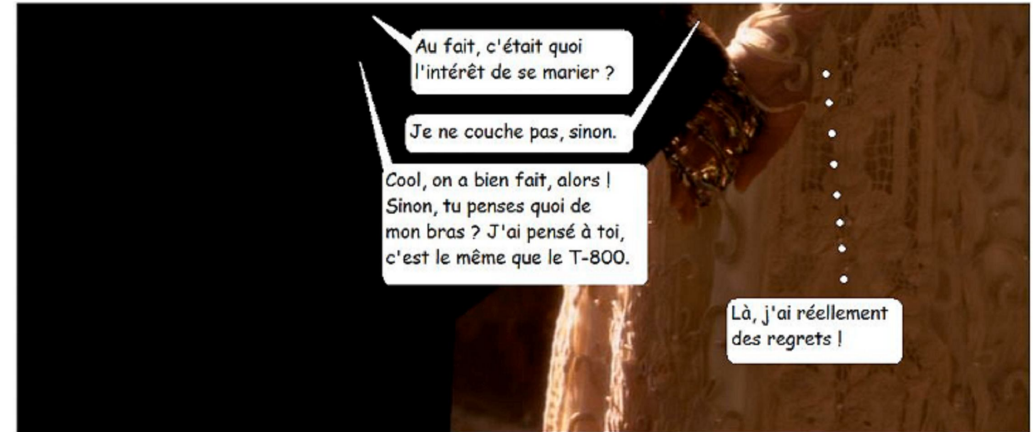 Au fait, c'était quoi
l'intérêt de se marier ?
Je ne couche pas, sinon.
Cool, on a bien fait, alors !
Sinon, tu penses quoi de
mon bras ? J'ai pensé à toi,
c'est le même que le T-800.
Là, j'ai réellement
des regrets !